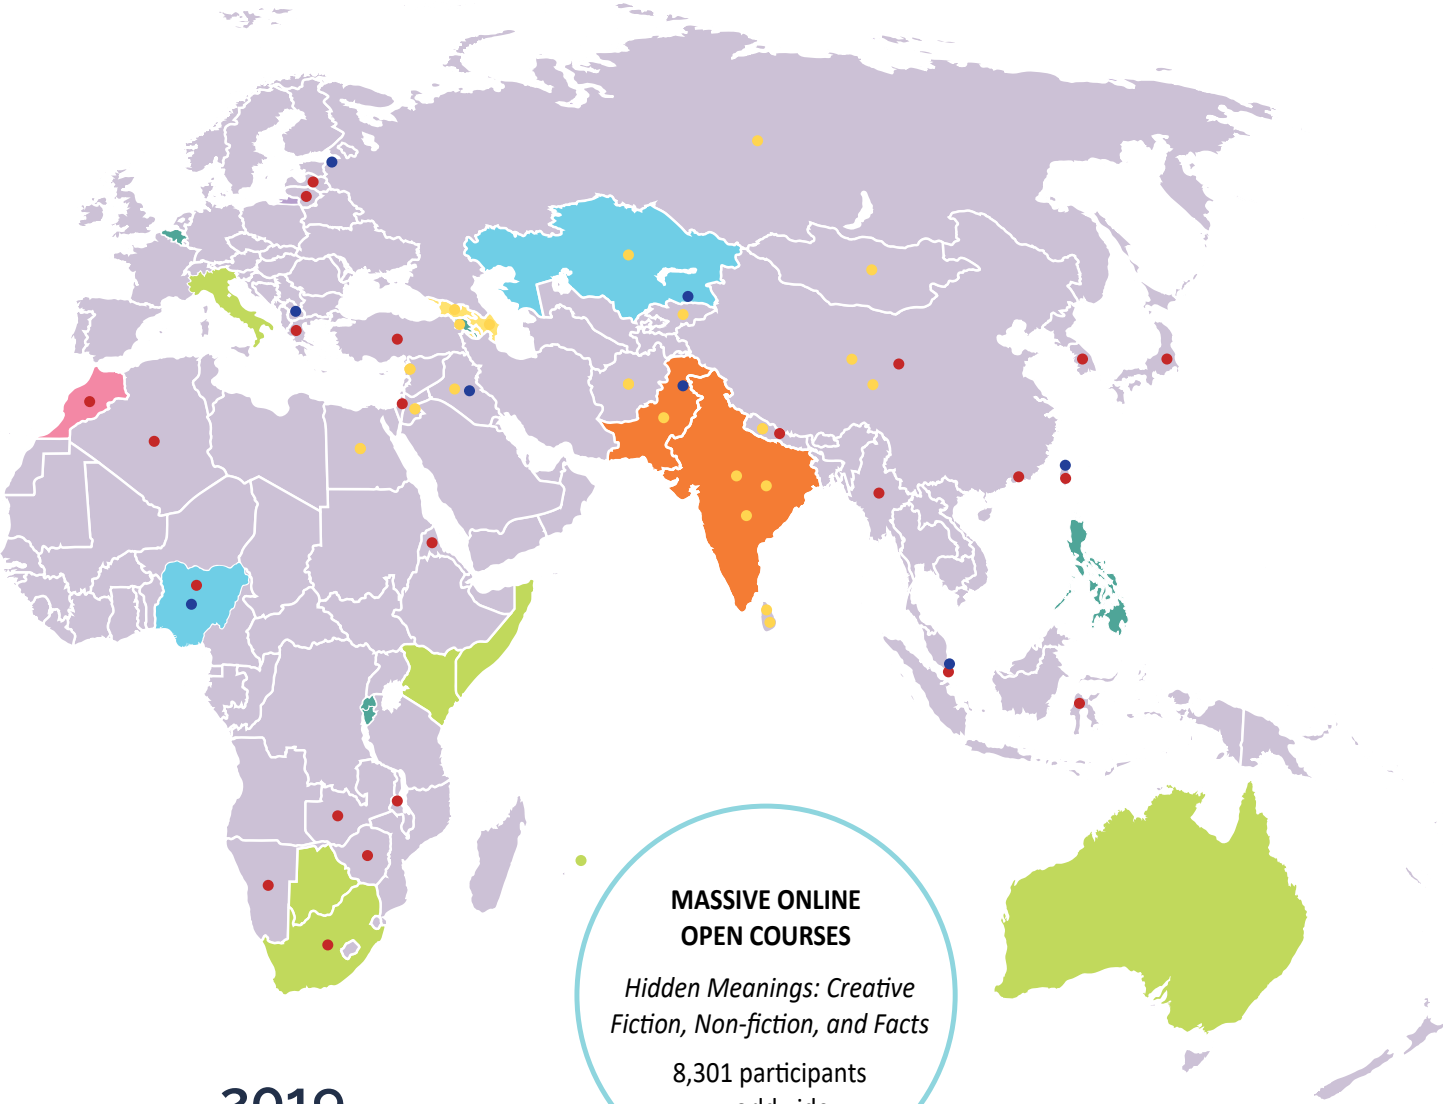 MASSIVE ONLINE
OPEN COURSES
Hidden Meanings: Creative
Fiction, Non-fiction, and Facts
8,301 participants